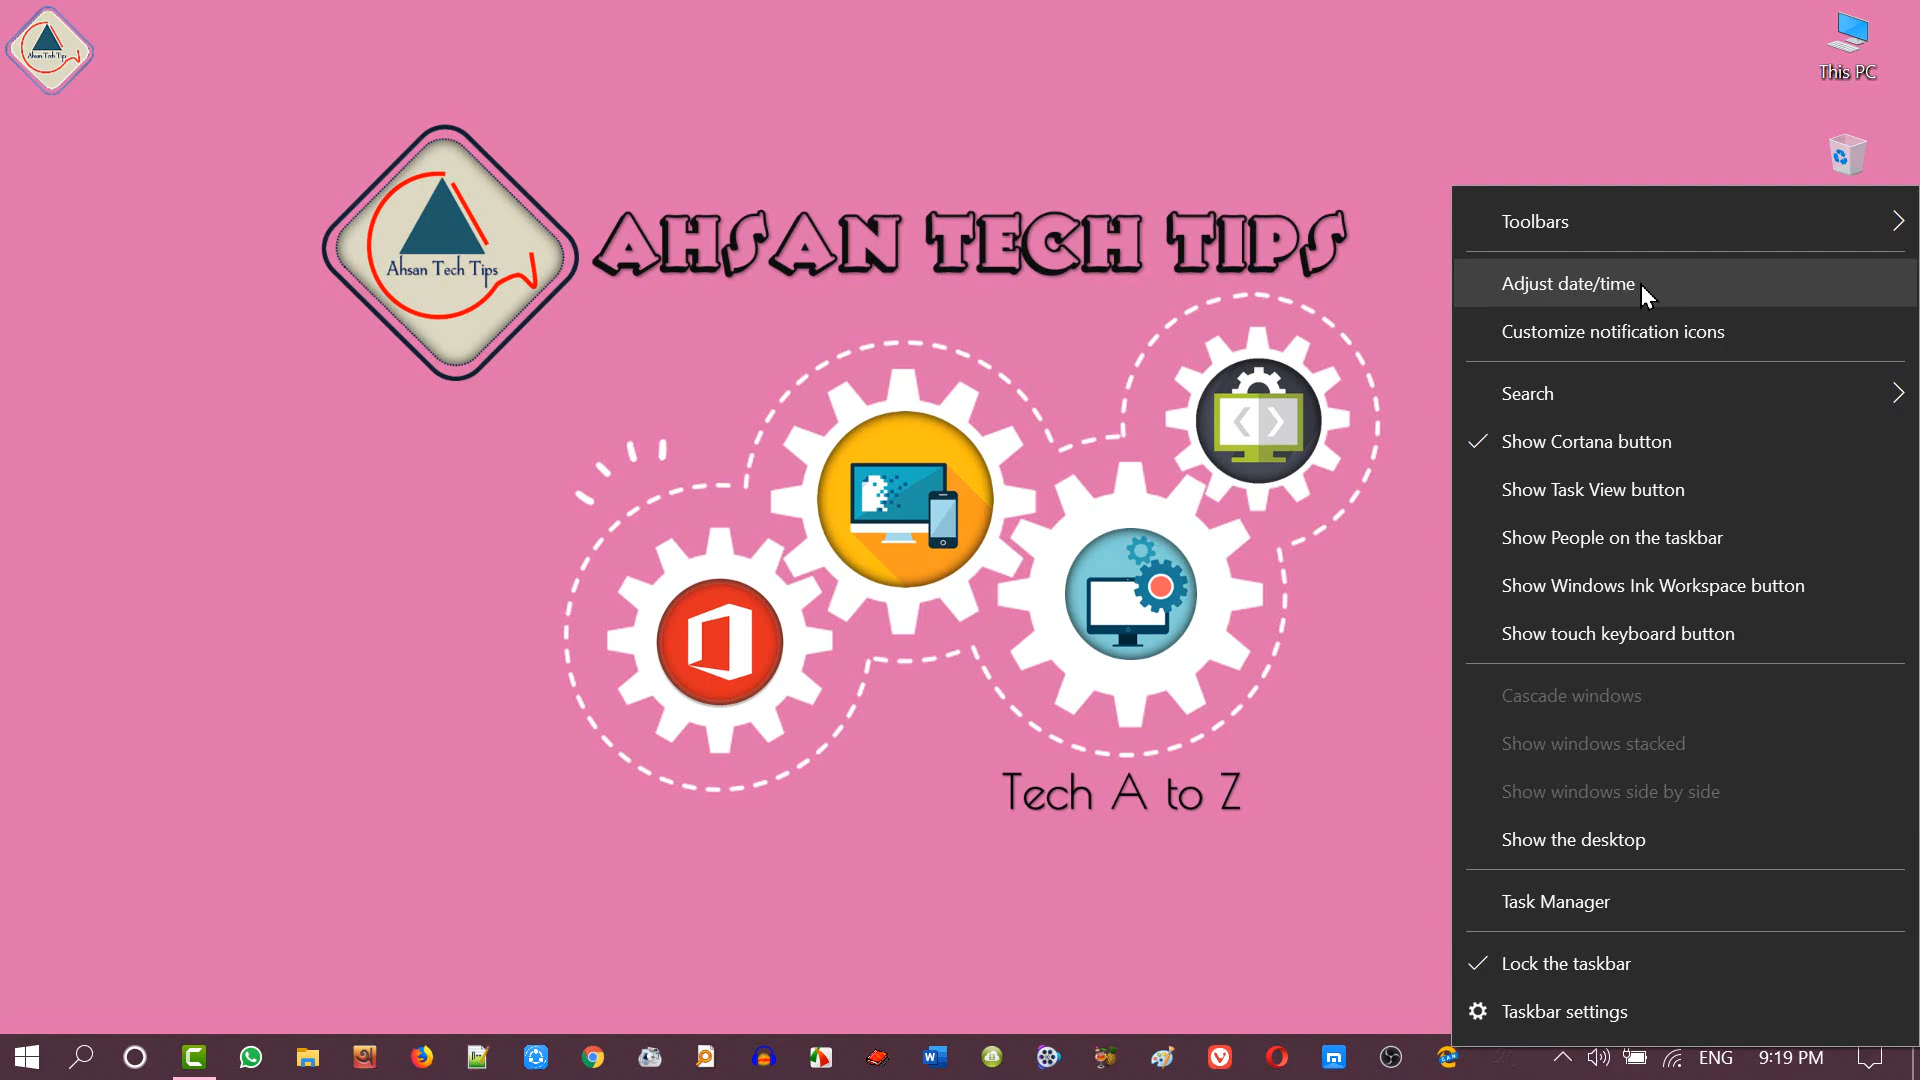 Ahsan Tech Tips
This PC
Ahsan Tech Tips
AHSAN TECH TIPS
Tech A to Z
Toolbars
Adjust date/time
Customize notification icons
Search
Show Cortana button
Show Task View button
Show People on the taskbar
Show Windows Ink Workspace button
Show touch keyboard button
Cascade windows
Show windows stacked
Show windows side by side
Show the desktop
Task Manager
Lock the taskbar
Taskbar settings
ENG 9:19 PM